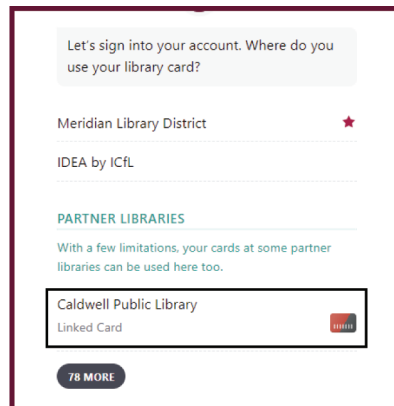 Let's sign into your account. Where do you
use your library card?
Meridian Library District
IDEA by ICfL
PARTNER LIBRARIES
With a few limitations, your cards at some partner
libraries can be used here too.
Caldwell Public Library
Linked Card
78 MORE